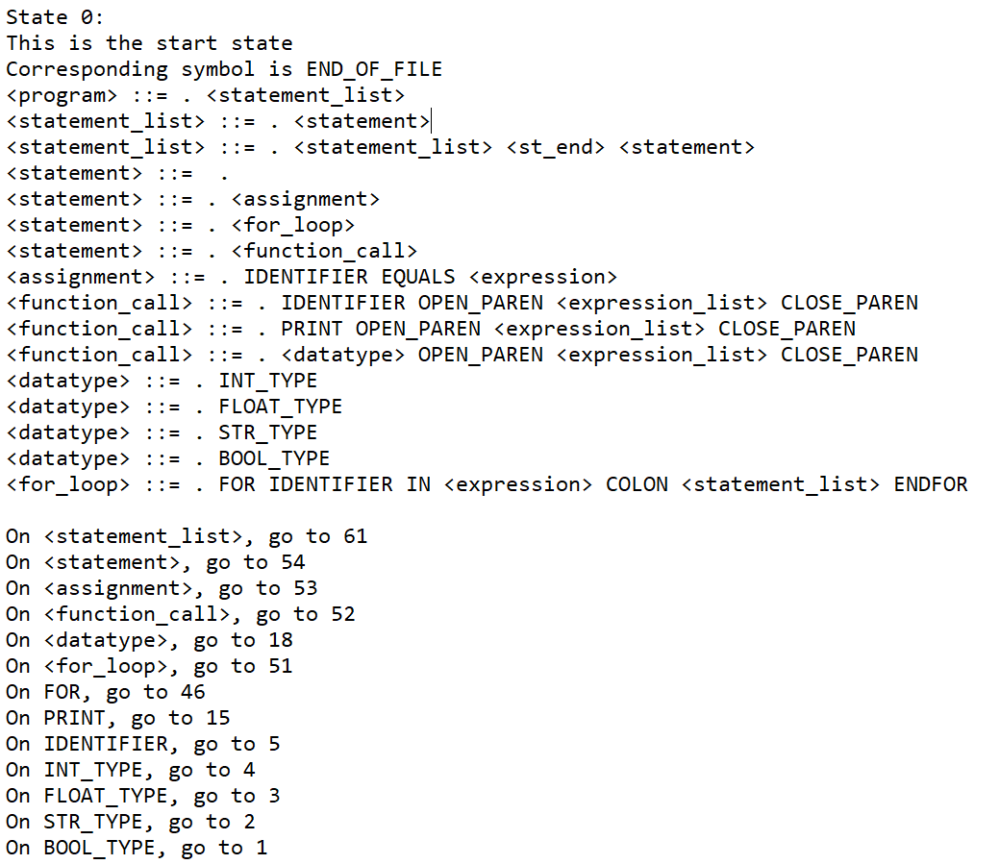 State 0:
This is the start state
Corresponding symbol is END_OF_FILE
<program> ::= . <statement_list>
<statement_list> ::= . <statement>
<statement_list> ::= . <statement_list> <st_end> <statement>
<statement> ::=  .
<statement> ::= . <assignment>
<statement> ::= . <for_loop>
<statement> ::= . <function_call>
<assignment> ::= . IDENTIFIER EQUALS <expression>
<function_call> ::= . IDENTIFIER OPEN_PAREN <expression_list> CLOSE_PAREN
<function_call> ::= . PRINT OPEN_PAREN <expression_list> CLOSE_PAREN
<function_call> ::= . <datatype> OPEN_PAREN <expression_list> CLOSE_PAREN
<datatype> ::= . INT_TYPE
<datatype> ::= . FLOAT_TYPE
<datatype> ::= . STR_TYPE
<datatype> ::= . BOOL_TYPE
<for_loop> ::= . FOR IDENTIFIER IN <expression> COLON <statement_list> ENDFOR

On <statement_list>, go to 61
On <statement>, go to 54
On <assignment>, go to 53
On <function_call>, go to 52
On <datatype>, go to 18
On <for_loop>, go to 51
On FOR, go to 46
On PRINT, go to 15
On IDENTIFIER, go to 5
On INT_TYPE, go to 4
On FLOAT_TYPE, go to 3
On STR_TYPE, go to 2
On BOOL_TYPE, go to 1